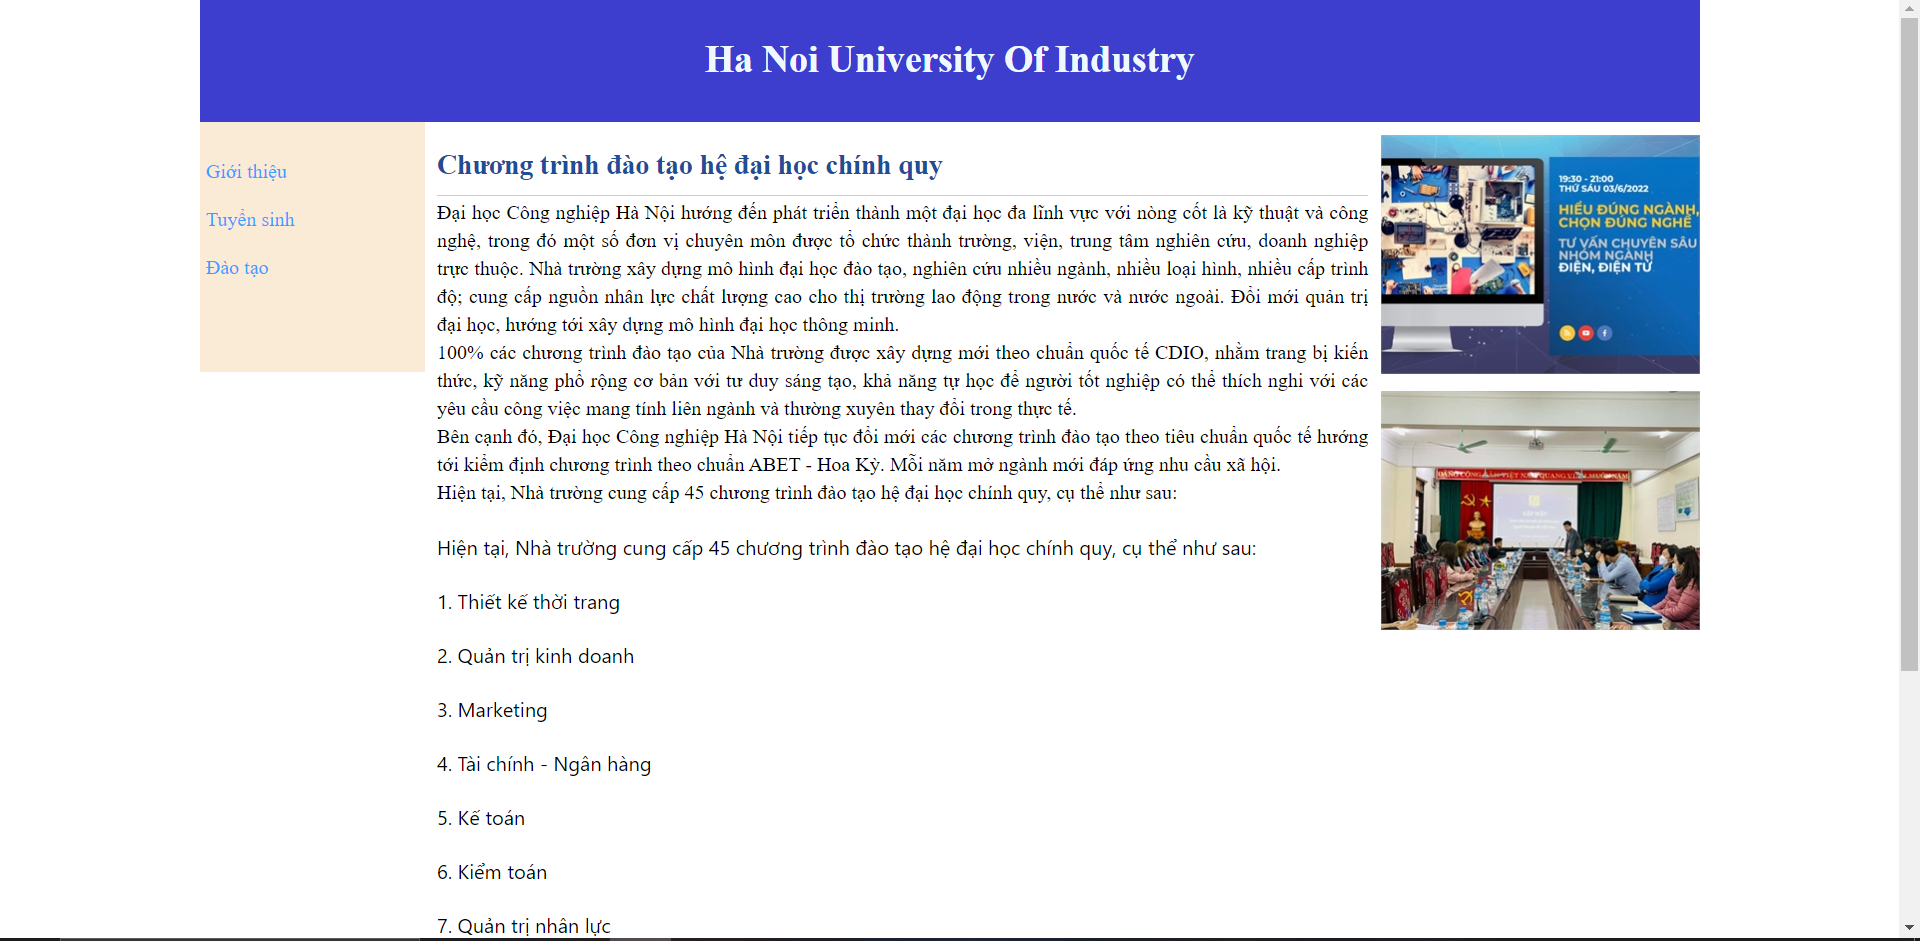 Ha Noi University Of Industry
Giới thiệu
Tuyển sinh
Đào tạo
Chương trình đào tạo hệ đại học chính quy
Đại học Công nghiệp Hà Nội hướng đến phát triển thành một đại học đa lĩnh vực với nòng cốt là kỹ thuật và công
nghệ, trong đó một số đơn vị chuyên môn được tổ chức thành trường, viện, trung tâm nghiên cứu, doanh nghiệp
trực thuộc. Nhà trường xây dựng mô hình đại học đào tạo, nghiên cứu nhiều ngành, nhiều loại hình, nhiều cấp trình
độ; cung cấp nguồn nhân lực chất lượng cao cho thị trường lao động trong nước và nước ngoài. Đổi mới quản trị
đại học, hướng tới xây dựng mô hình đại học thông minh.
100% các chương trình đào tạo của Nhà trường được xây dựng mới theo chuẩn quốc tế CDIO, nhằm trang bị kiến
thức, kỹ năng phổ rộng cơ bản với tư duy sáng tạo, khả năng tự học để người tốt nghiệp có thể thích nghi với các
yêu cầu công việc mang tính liên ngành và thường xuyên thay đổi trong thực tế.
Bên cạnh đó, Đại học Công nghiệp Hà Nội tiếp tục đổi mới các chương trình đào tạo theo tiêu chuẩn quốc tế hướng
tới kiểm định chương trình theo chuẩn ABET - Hoa Kỳ. Mỗi năm mở ngành mới đáp ứng nhu cầu xã hội.
Hiện tại, Nhà trường cung cấp 45 chương trình đào tạo hệ đại học chính quy, cụ thể như sau:
Hiện tại, Nhà trường cung cấp 45 chương trình đào tạo hệ đại học chính quy, cụ thể như sau:
1. Thiết kế thời trang
2. Quản trị kinh doanh
3. Marketing
4. Tài chính - Ngân hàng
5. Kế toán
6. Kiểm toán
7. Quản trị nhân lực
19:30 - 21:00
THỨ SÁU 03/6/2022
HIỂU ĐÚNG NGÀNH,
CHỌN ĐÚNG NGHỀ
TƯ VẤN CHUYÊN SÂU
NHÓM NGÀNH
ĐIỆN, ĐIỆN TỬ
ĐẢNG CỘNG SẢN VIỆT NAM QUANG VINH MUÔN NĂM